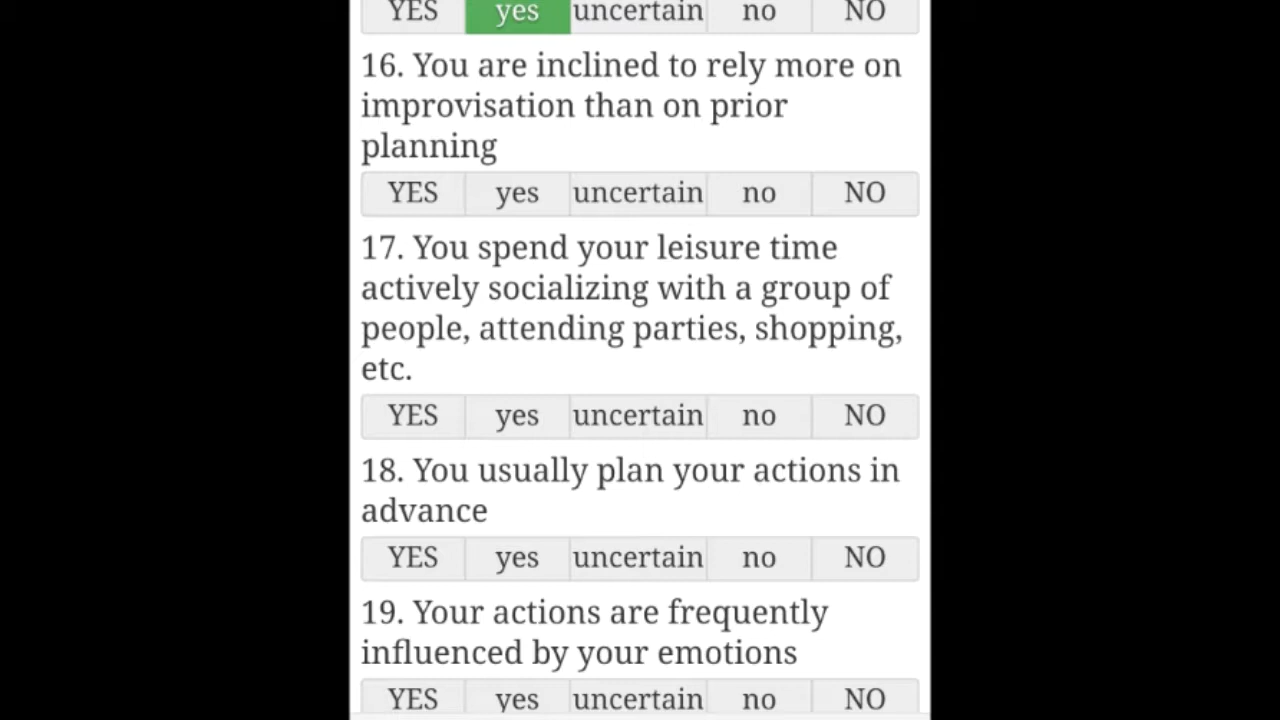 YES yes uncertain no NO
16. You are inclined to rely more on
improvisation than on prior
planning
YES yes uncertain no NO
17. You spend your leisure time
actively socializing with a group of
people, attending parties, shopping,
etc.
YES yes uncertain no NO
18. You usually plan your actions in
advance
YES yes uncertain no NO
19. Your actions are frequently
influenced by your emotions
YES yes uncertain no NO